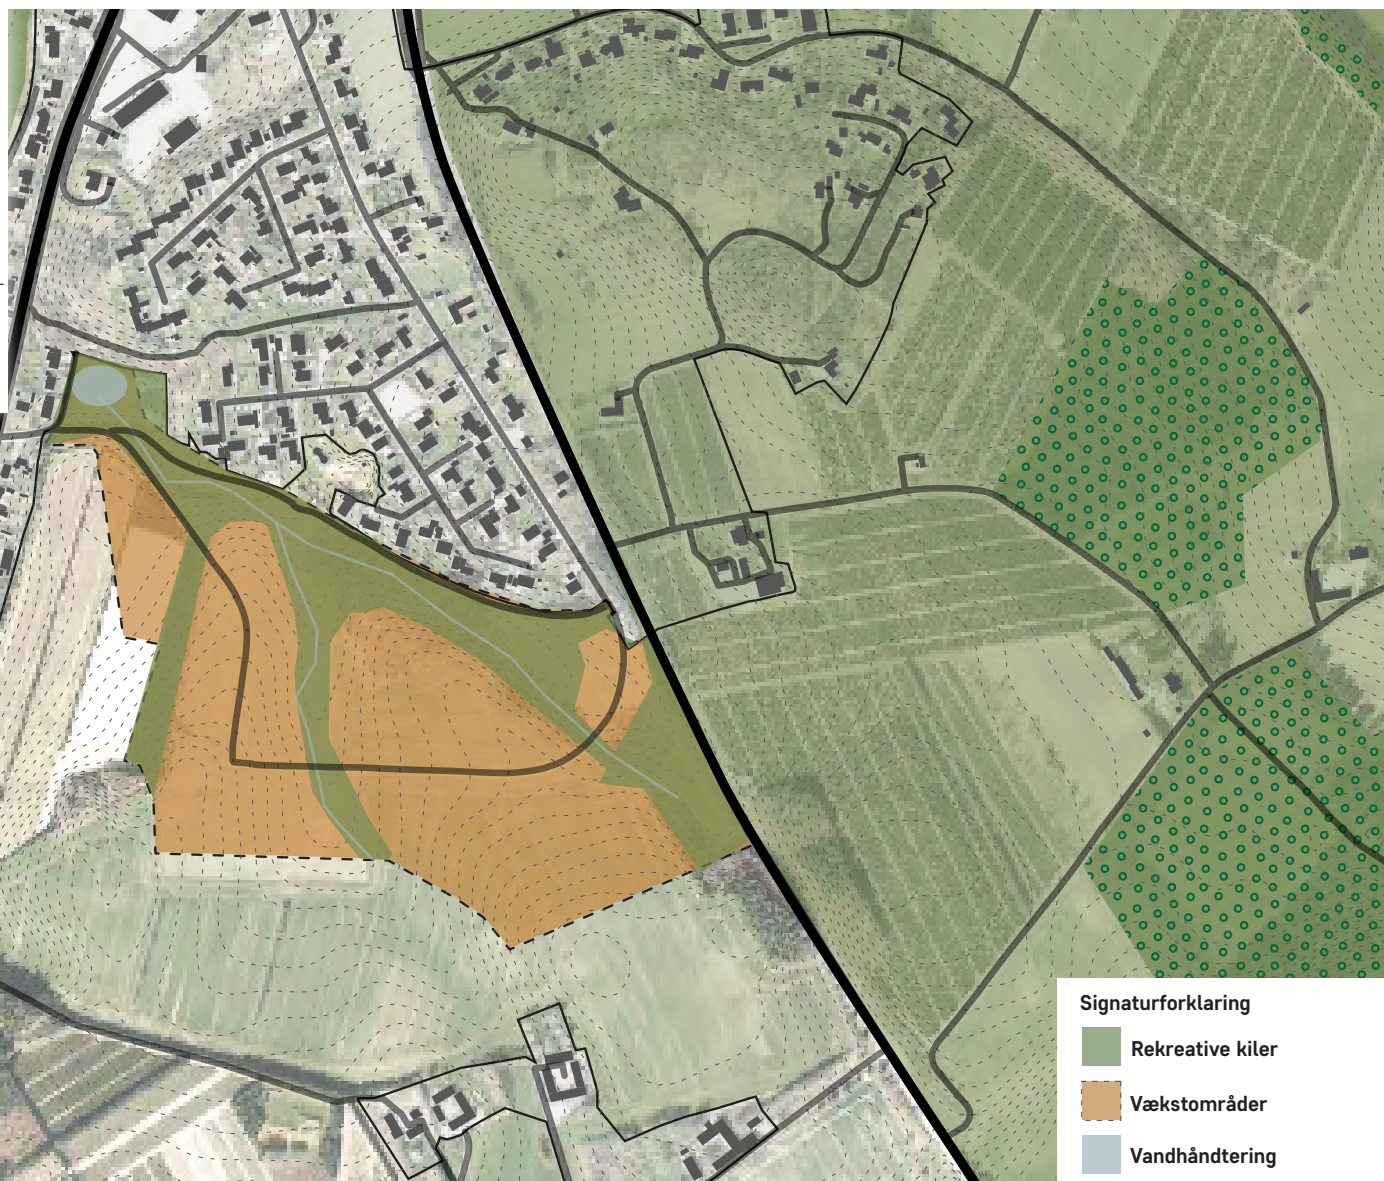 Signaturforklaring
Rekreative kiler
Vækstområder
Vandhåndtering